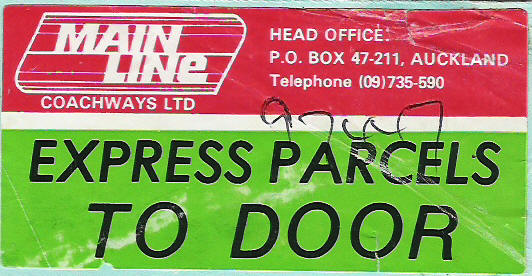 MAIN LINE
COACHWAYS LTD
HEAD OFFICE:
P.O. BOX 47-211, AUCKLAND
Telephone (09)735-590
EXPRESS PARCELS
TO DOOR